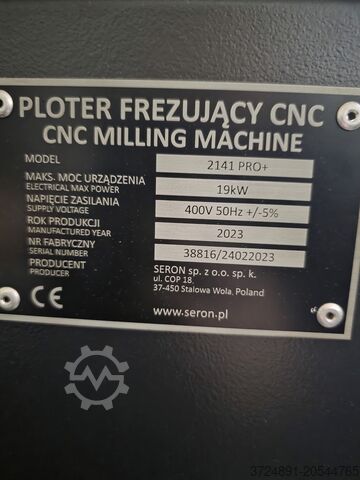 PLOTER FREZUJĄCY CNC
CNC MILLING MACHINE
MODEL 2141 PRO+
MAKS. MOC URZĄDZENIA
ELECTRICAL MAX POWER 19kW
NAPIĘCIE ZASILANIA
SUPPLY VOLTAGE 400V 50Hz +/-5%
ROK PRODUKCJI
MANUFACTURED YEAR 2023
NR FABRYCZNY
SERIAL NUMBER 38816/24022023
PRODUCENT SERON sp. z o.o. sp. k.
PRODUCER ul. COP 18,
37-450 Stalowa Wola, Poland
CE www.seron.pl
3724891-20544765